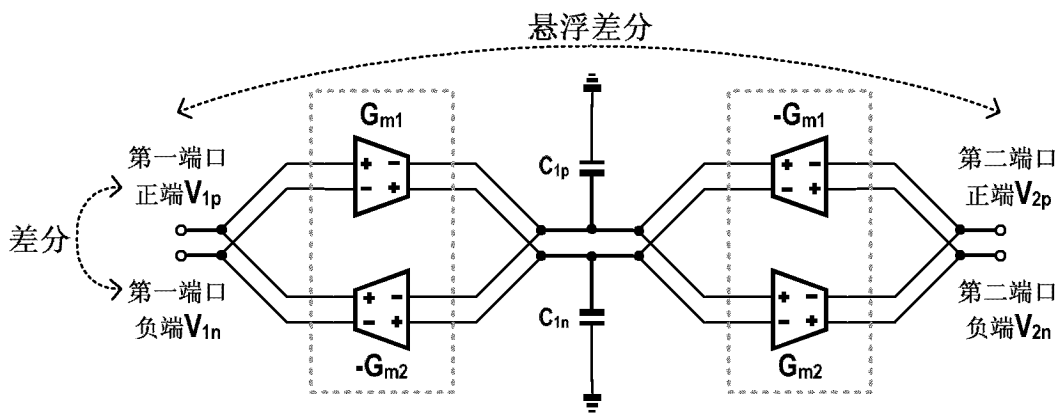 悬浮差分
Gm1
-Gm1
+ -
- +
- +
+ -
第一端口
正端V1p
C1p
第二端口
正端V2p
差分
第一端口
负端V1n
C1n
第二端口
负端V2n
+ -
- +
+ -
- +
-Gm2
Gm2